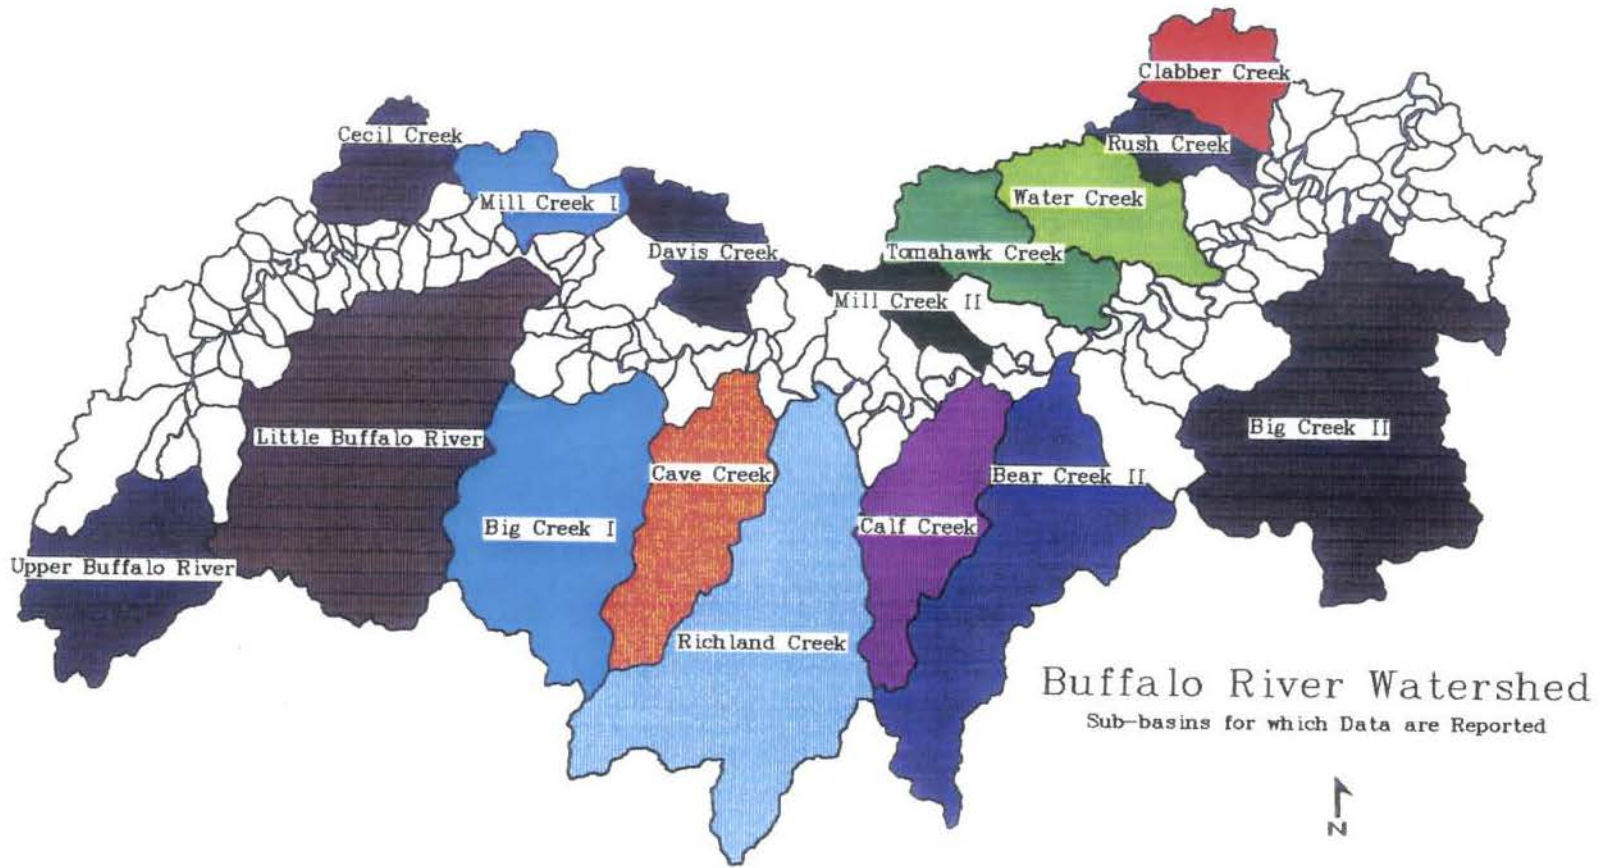 Clabber Creek
Cecil Creek
Rush Creek
Mill Creek I
Water Creek
Davis Creek
Tomahawk Creek
Mill Creek II
Little Buffalo River
Big Creek II
Cave Creek
Bear Creek II
Big Creek I
Calf Creek
Upper Buffalo River
Richland Creek
Buffalo River Watershed
Sub-basins for which Data are Reported
N